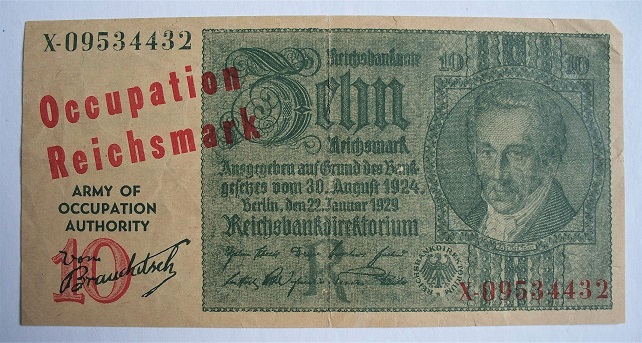 X-09534432
Occupation
Reichsmark
ARMY OF
OCCUPATION
AUTHORITY
10
von
Brauchitsch
Reichsbanknote
10 10
Zehn
Reichsmark
Ausgegeben auf Grund des Bank-
gesetzes vom 30. August 1924.
Berlin, den 22. Januar 1929
Reichsbankdirektorium
R
REICHSBANKDIREKTORIUM
X-09534432